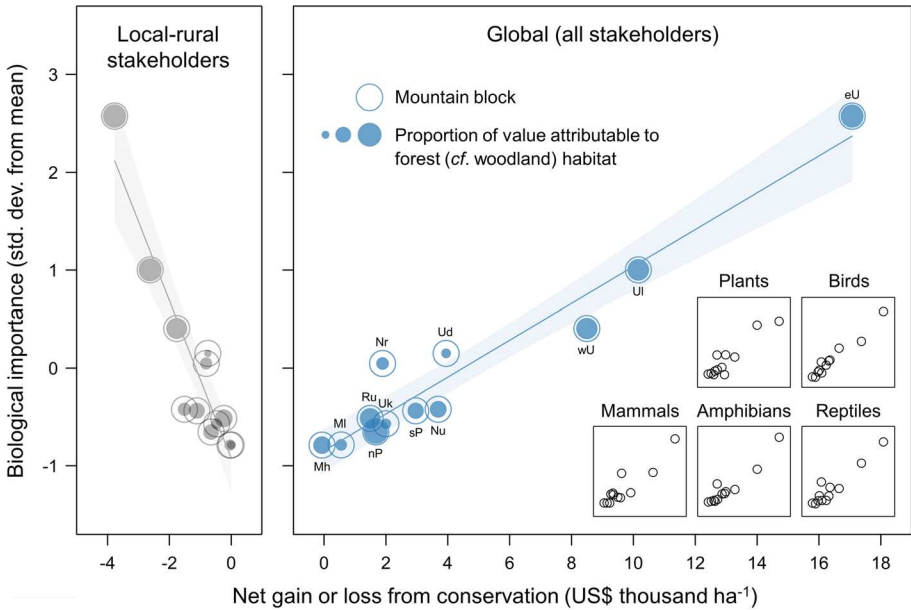 Local-rural
stakeholders
Global (all stakeholders)
Mountain block
Proportion of value attributable to
forest (cf. woodland) habitat
Biological importance (std. dev. from mean)
3
2
1
0
-1
eU
Ul
wU
Ud
Nr
Ru
Uk
Ml
Mh
nP
sP
Nu
Plants
Birds
Mammals
Amphibians
Reptiles
-4
-2
0
0
2
4
6
8
10
12
14
16
18
Net gain or loss from conservation (US$ thousand ha-1)